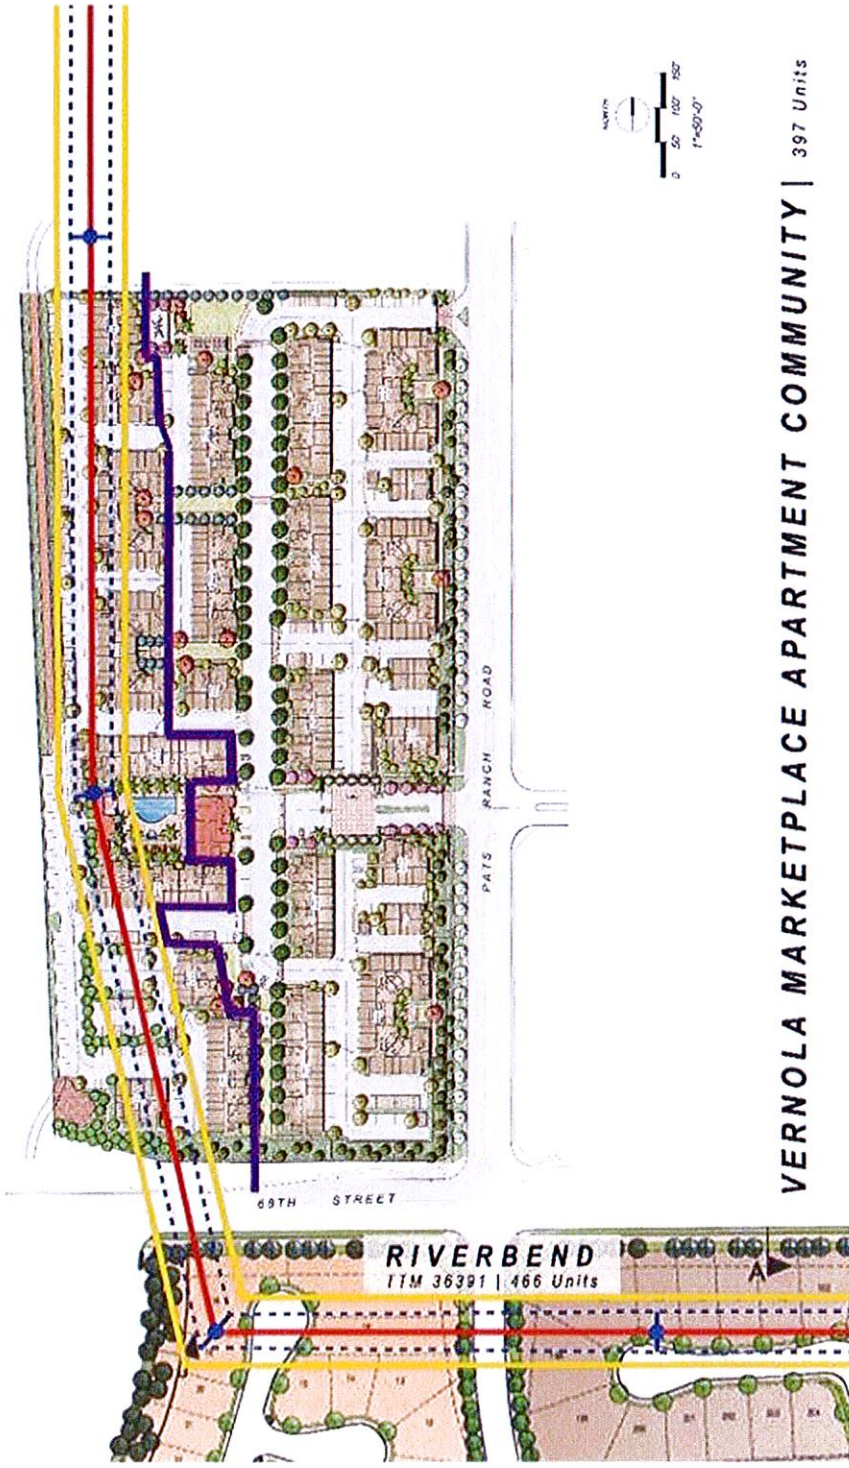 NORTH
0 50 100' 150'
1"=50'-0"
VERNOLA MARKETPLACE APARTMENT COMMUNITY | 397 Units
PATS RANCH ROAD
68TH STREET
RIVERBEND
TTM 36391 | 466 Units
A